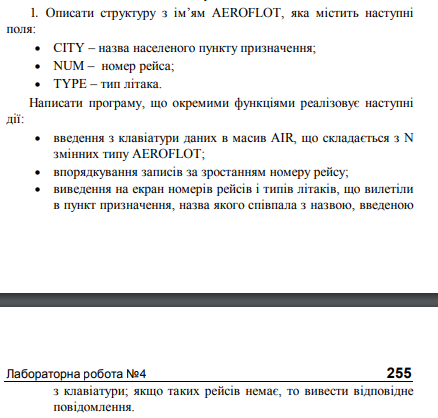 1. Описати структуру з ім’ям AEROFLOT, яка містить наступні
поля:
• CITY – назва населеного пункту призначення;
• NUM – номер рейса;
• TYPE – тип літака.
Написати програму, що окремими функціями реалізовує наступні
дії:
• введення з клавіатури даних в масив AIR, що складається з N
змінних типу AEROFLOT;
• впорядкування записів за зростанням номеру рейсу;
• виведення на екран номерів рейсів і типів літаків, що вилетіли
в пункт призначення, назва якого співпала з назвою, введеною
Лабораторна робота №4 255
з клавіатури; якщо таких рейсів немає, то вивести відповідне
повідомлення.